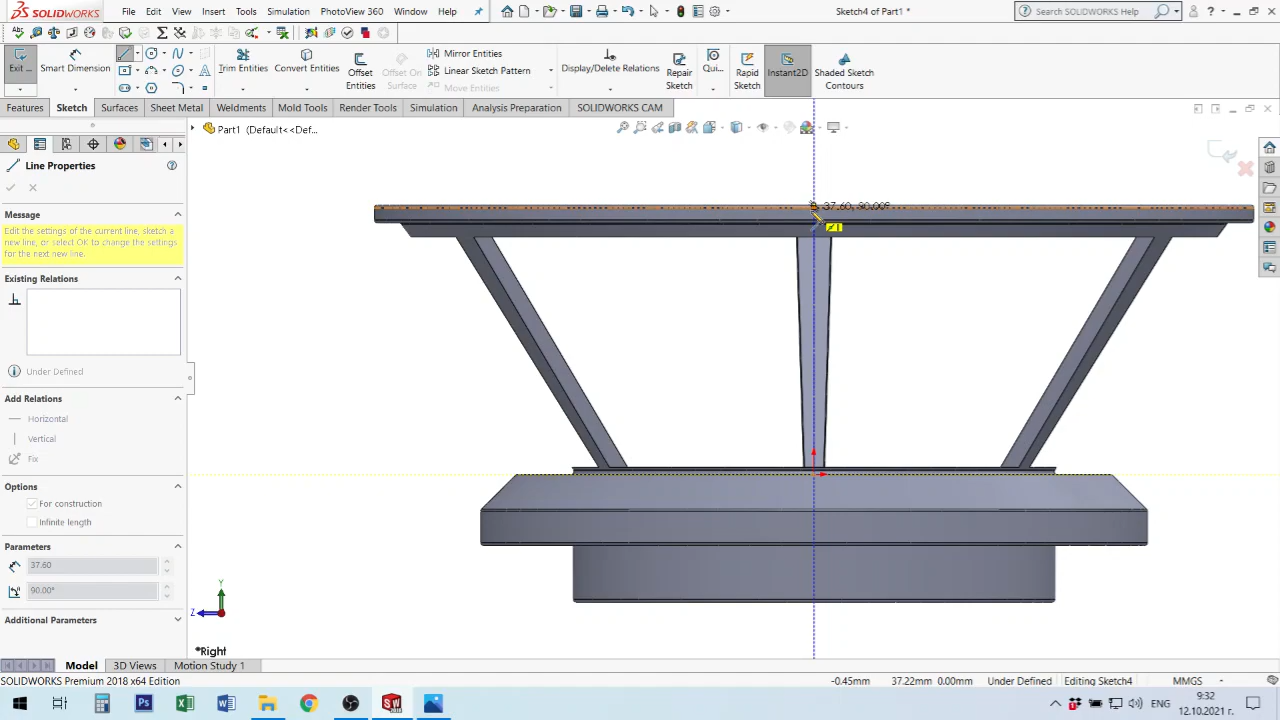 SOLIDWORKS
File
Edit
View
Insert
Tools
Simulation
PhotoView 360
Window
Help
Sketch4 of Part1 *
Search SOLIDWORKS Help
Exit ...
Smart Dimension
Trim Entities
Convert Entities
Offset Entities
Offset On Surface
Mirror Entities
Linear Sketch Pattern
Move Entities
Display/Delete Relations
Repair Sketch
Qui...
Rapid Sketch
Instant2D
Shaded Sketch Contours
Features
Sketch
Surfaces
Sheet Metal
Weldments
Mold Tools
Render Tools
Simulation
Analysis Preparation
SOLIDWORKS CAM
Part1 (Default<<Def...
Line Properties
Message
Edit the settings of the current line, sketch a
new line, or select OK to change the settings
for the next new line.
Existing Relations
Under Defined
Add Relations
Horizontal
Vertical
Fix
Options
For construction
Infinite length
Parameters
37.60
90.00°
Additional Parameters
37.60, 90.00°
Y
Z
*Right
Model
3D Views
Motion Study 1
SOLIDWORKS Premium 2018 x64 Edition
-0.45mm
37.22mm 0.00mm
Under Defined
Editing Sketch4
MMGS
ENG
9:32
12.10.2021 г.